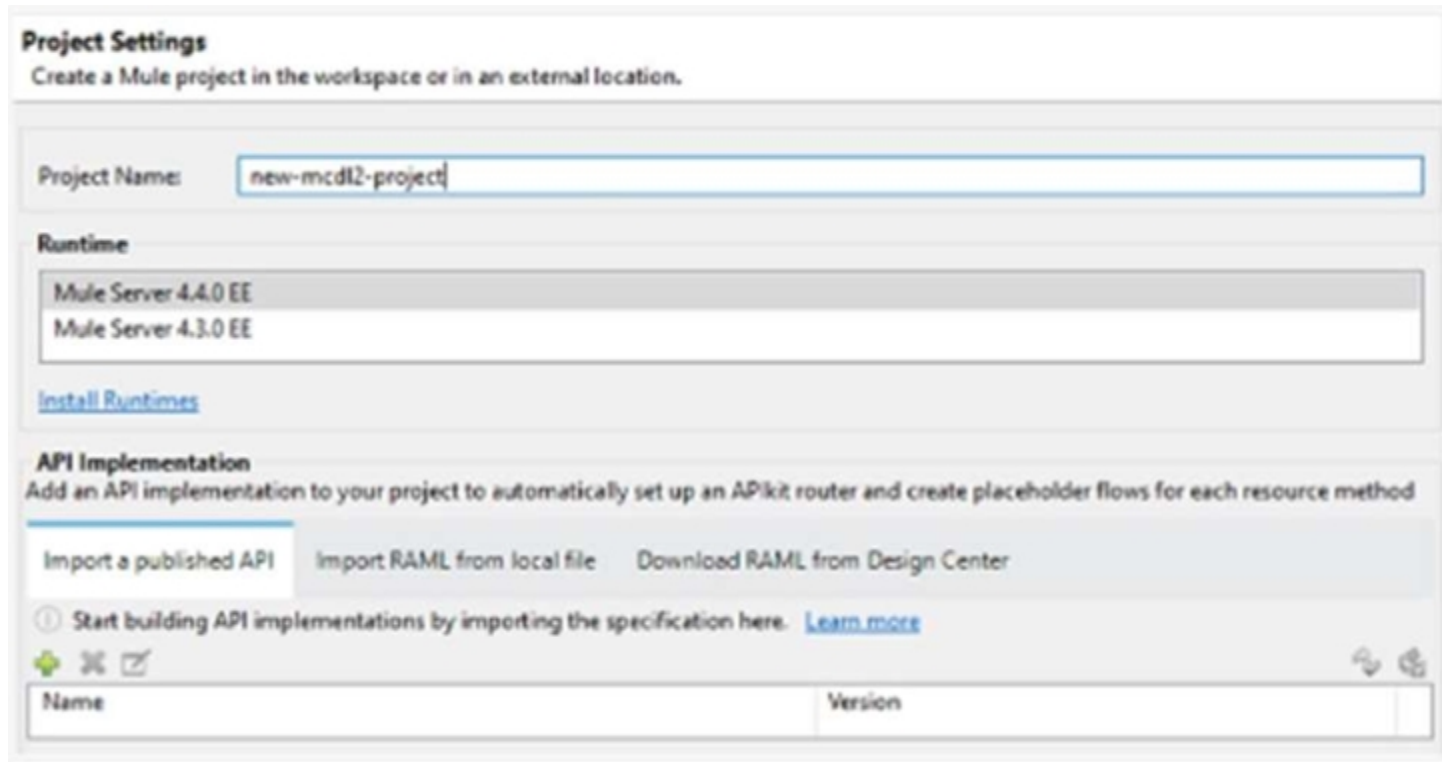 Project Settings
Create a Mule project in the workspace or in an external location.
Project Name: new-mcdl2-project
Runtime
Mule Server 4.4.0 EE
Mule Server 4.3.0 EE
Install Runtimes
API Implementation
Add an API implementation to your project to automatically set up an APIkit router and create placeholder flows for each resource method
Import a published API Import RAML from local file Download RAML from Design Center
Start building API implementations by importing the specification here. Learn more
Name Version